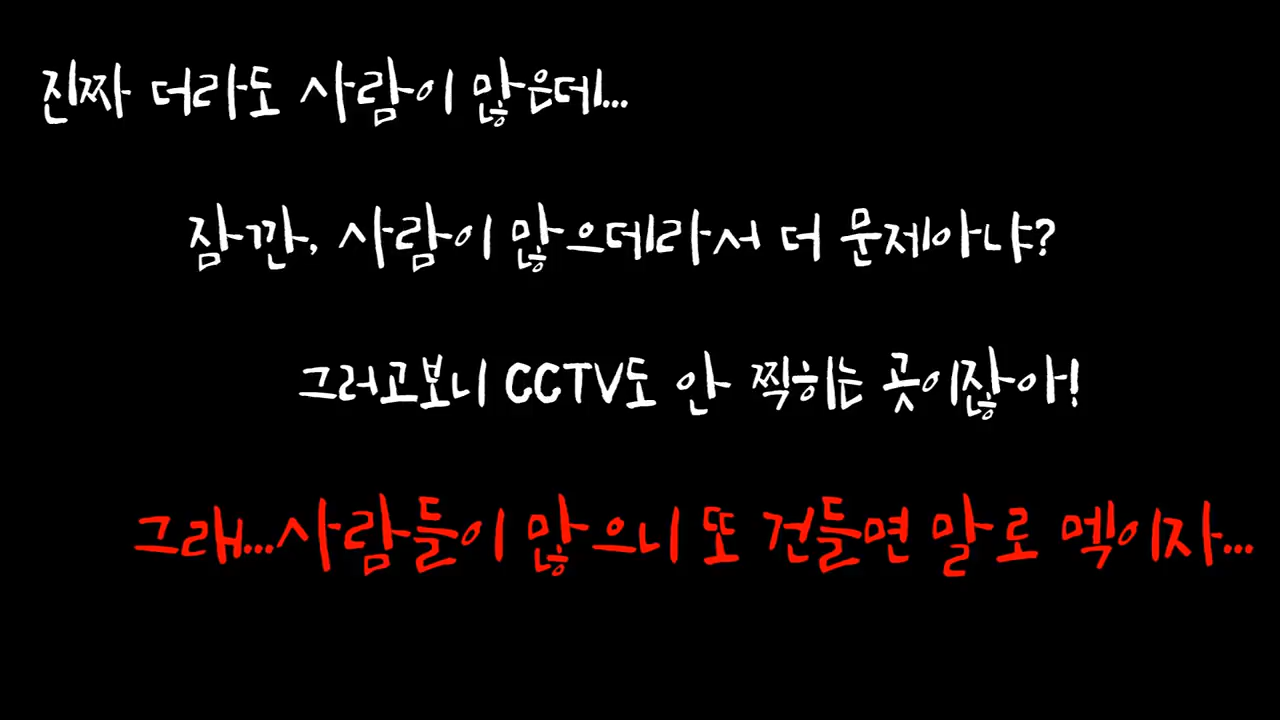 진짜 더라도 사람이 많은데...
잠깐, 사람이 많으데라서 더 문제아냐?
그러고보니 CCTV도 안 찍히는 곳이잖아!
그래...사람들이 많으니 또 건들면 말로 멕이자...